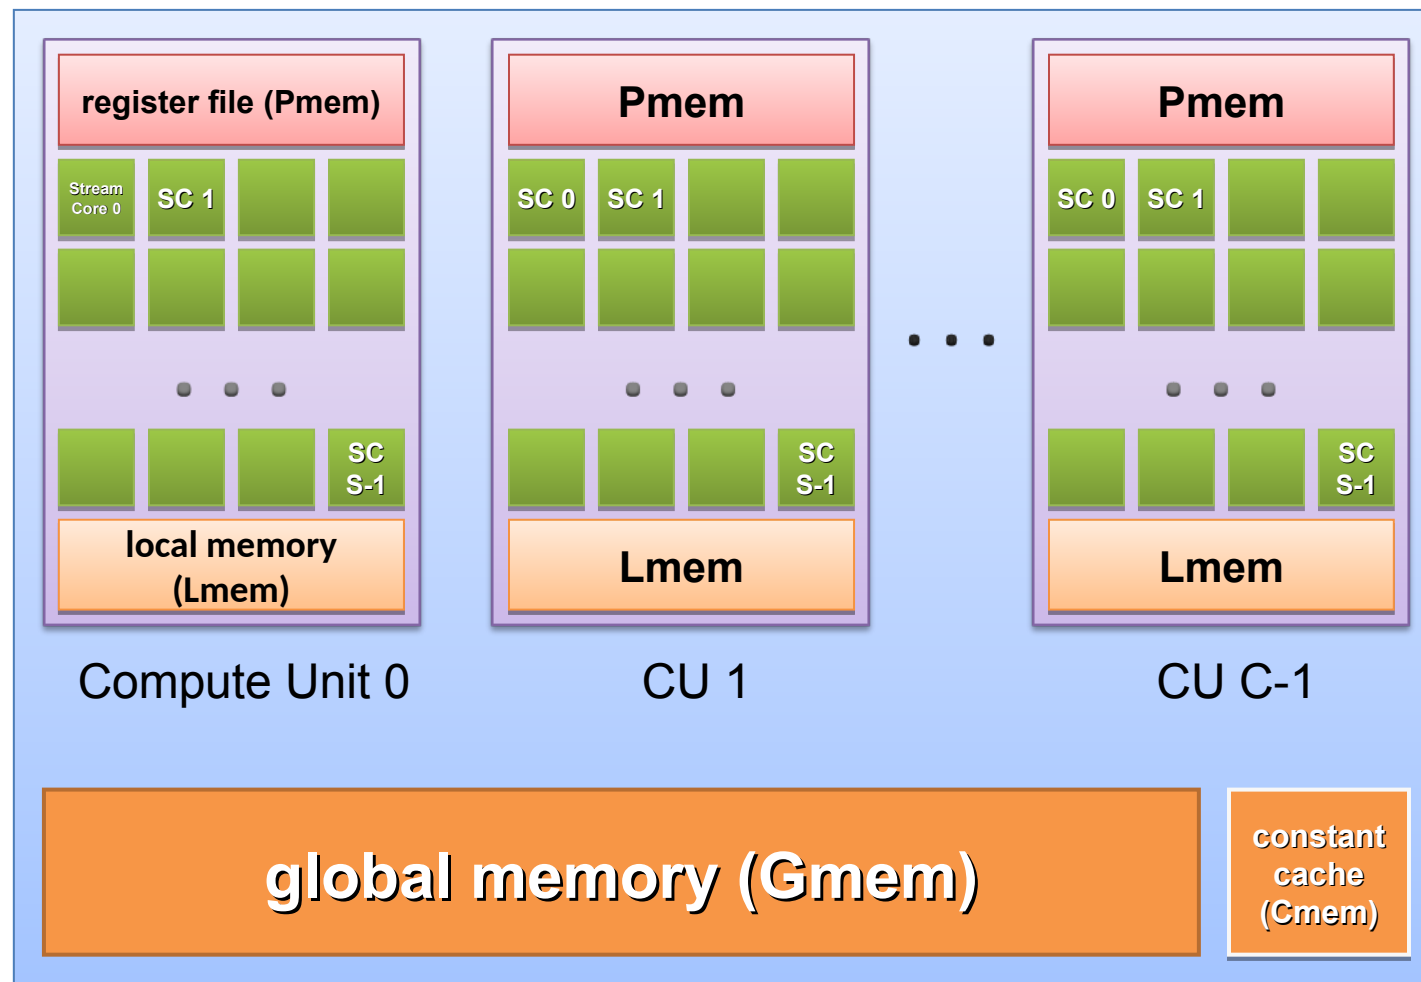 register file (Pmem)
Stream
Core 0
SC 1
SC
S-1
local memory
(Lmem)
Compute Unit 0
Pmem
SC 0
SC 1
SC
S-1
Lmem
CU 1
. . .
Pmem
SC 0
SC 1
SC
S-1
Lmem
CU C-1
global memory (Gmem)
constant
cache
(Cmem)